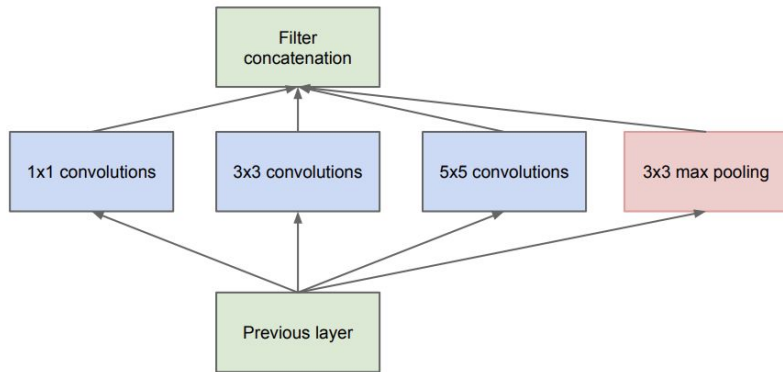 Filter
concatenation
1x1 convolutions
3x3 convolutions
5x5 convolutions
3x3 max pooling
Previous layer